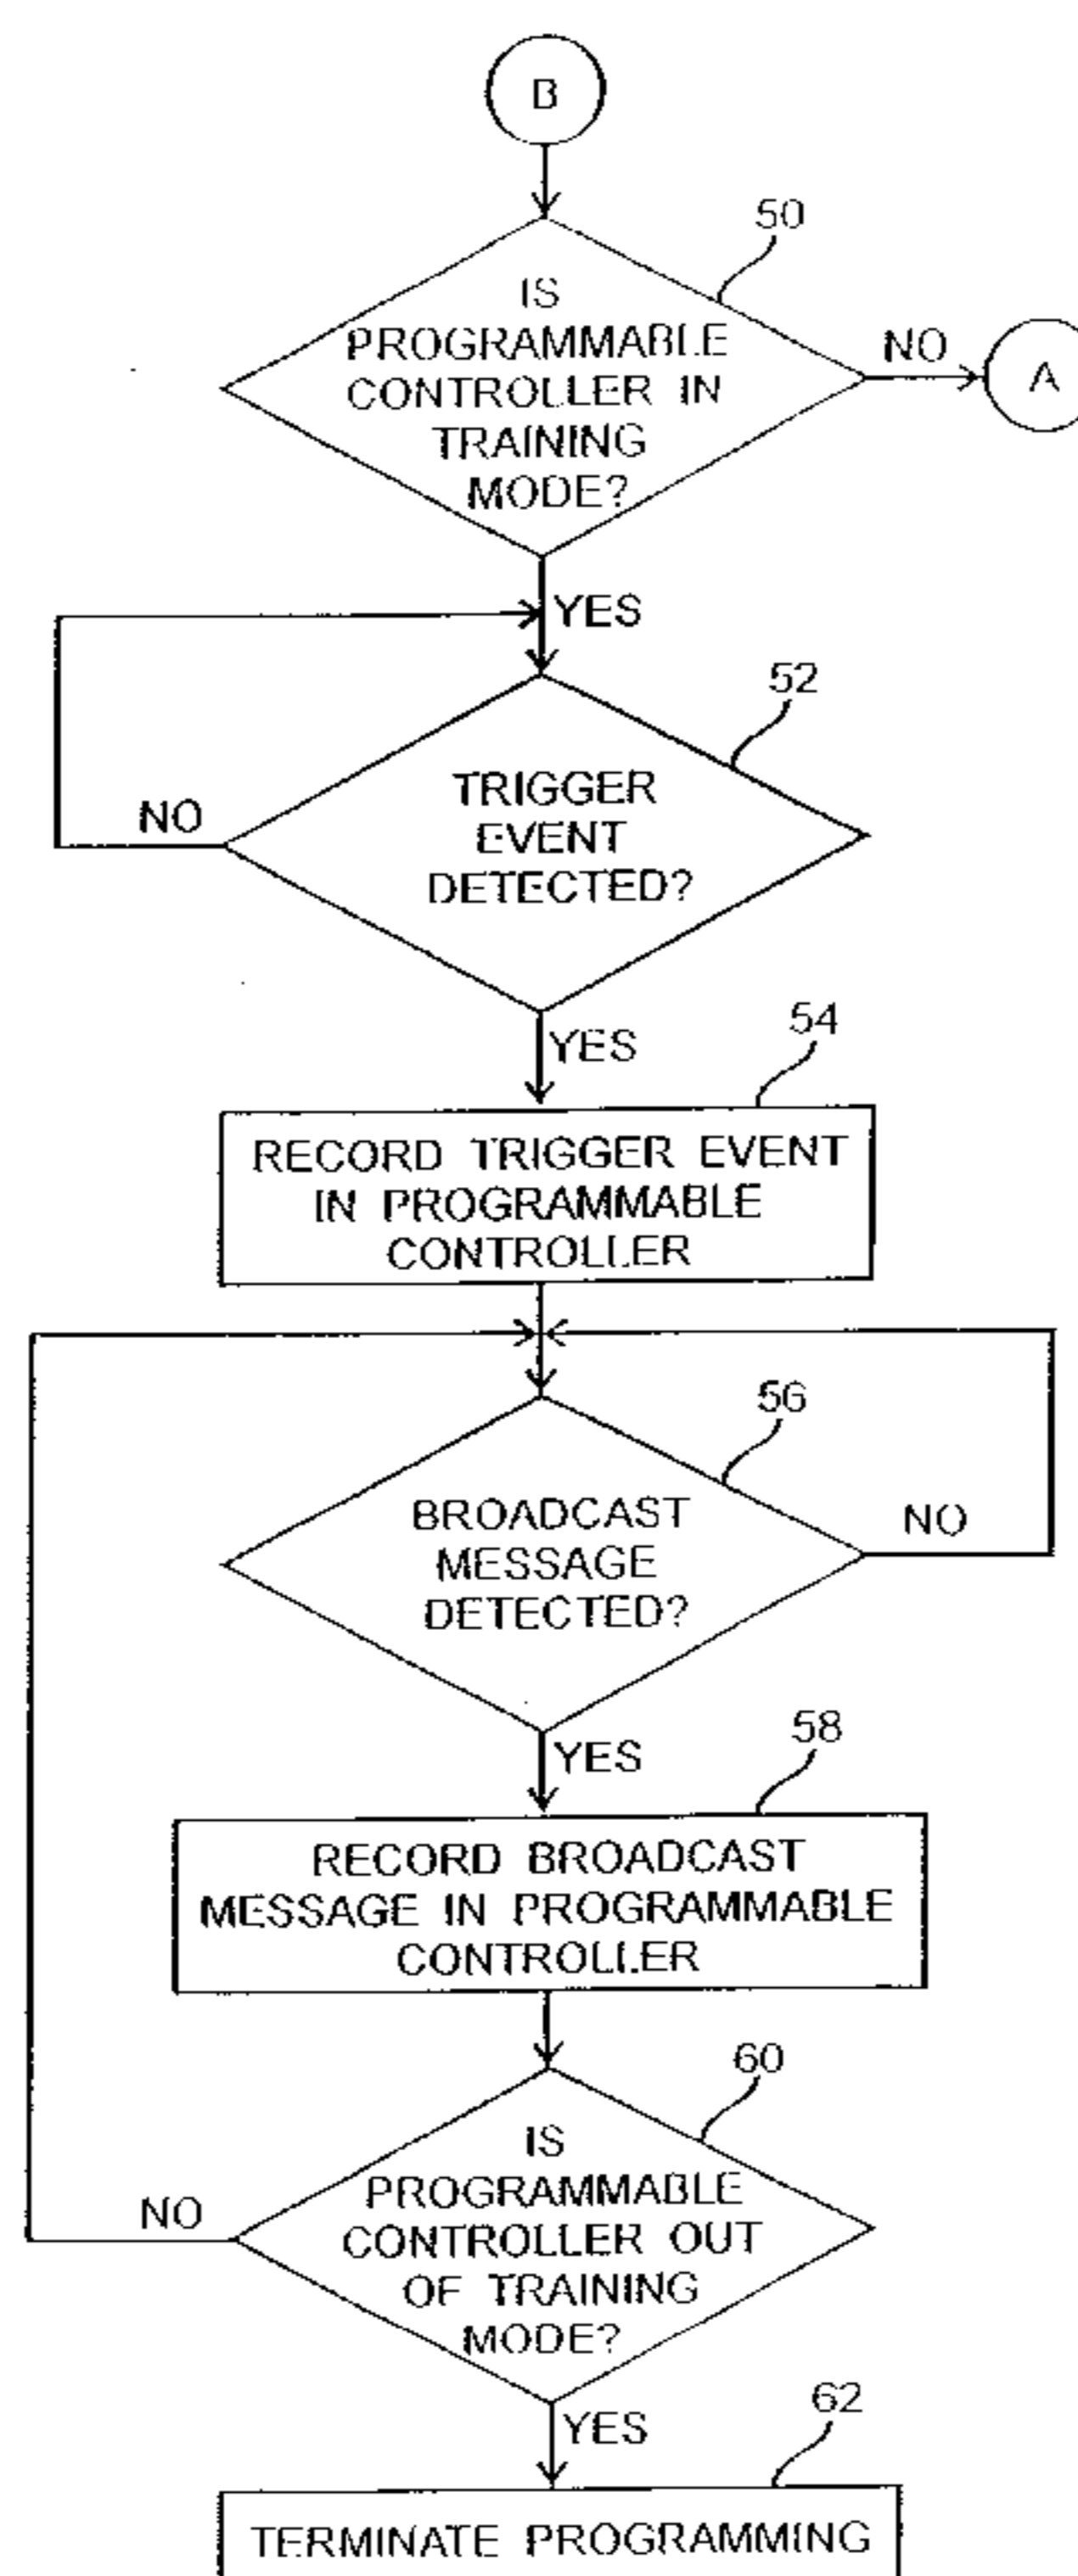 B
50
IS
PROGRAMMABLE
CONTROLLER IN
TRAINING
MODE?
NO
A
YES
52
TRIGGER
EVENT
DETECTED?
NO
YES
54
RECORD TRIGGER EVENT
IN PROGRAMMABLE
CONTROLLER
56
BROADCAST
MESSAGE
DETECTED?
NO
YES
58
RECORD BROADCAST
MESSAGE IN PROGRAMMABLE
CONTROLLER
60
IS
PROGRAMMABLE
CONTROLLER OUT
OF TRAINING
MODE?
NO
YES
62
TERMINATE PROGRAMMING